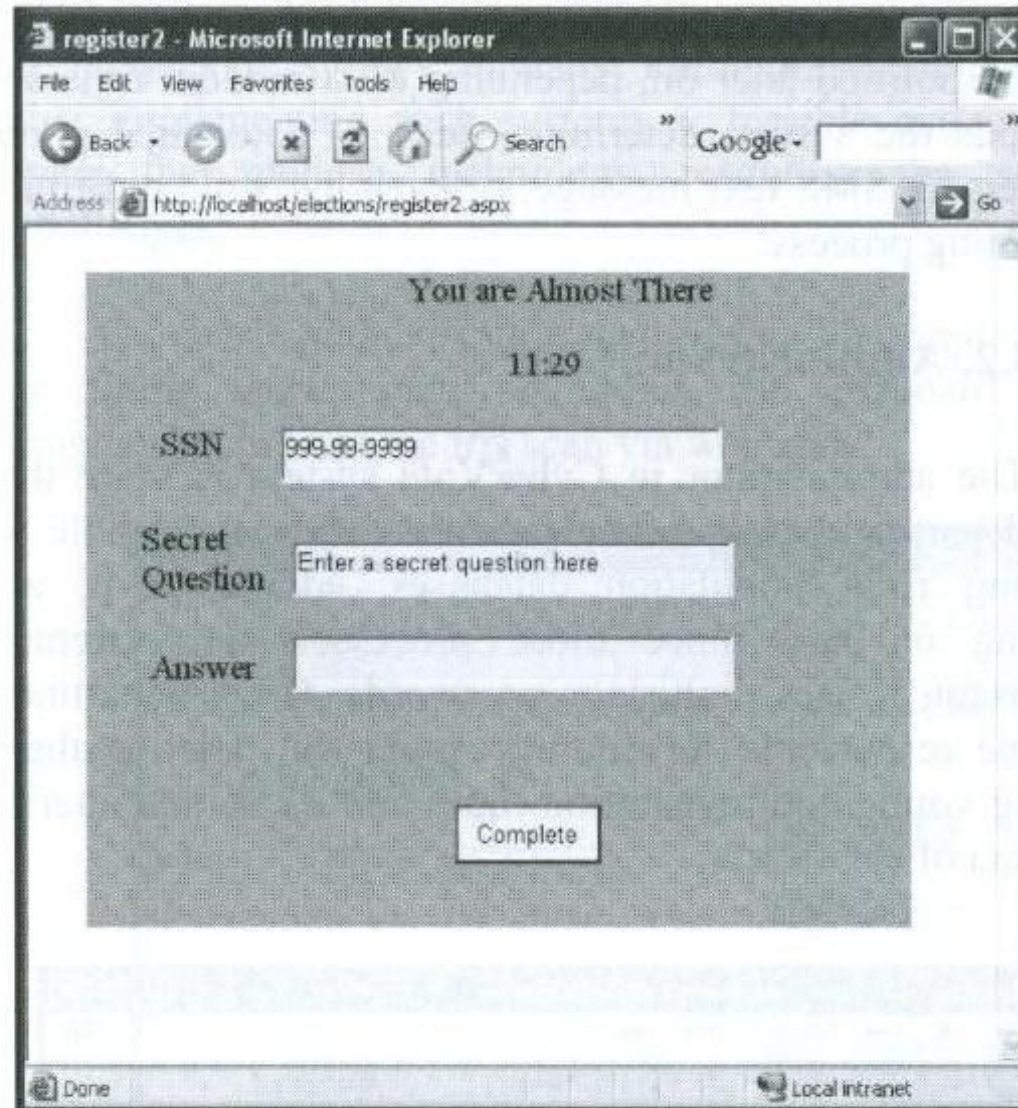 register2 - Microsoft Internet Explorer
File Edit View Favorites Tools Help
Back Search » Google »
Address http://localhost/elections/register2.aspx Go
You are Almost There
11:29
SSN 999-99-9999
Secret
Question Enter a secret question here
Answer
Complete
Done Local intranet